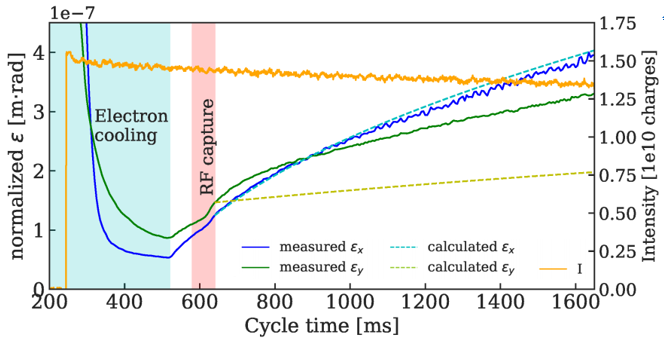 1e−7
4
3
2
1
0
normalized ε [m·rad]
Electron
cooling
RF capture
measured εx
measured εy
calculated εx
calculated εy
I
200 400 600 800 1000 1200 1400 1600
Cycle time [ms]
1.75
1.50
1.25
1.00
0.75
0.50
0.25
0.00
Intensity [1e10 charges]